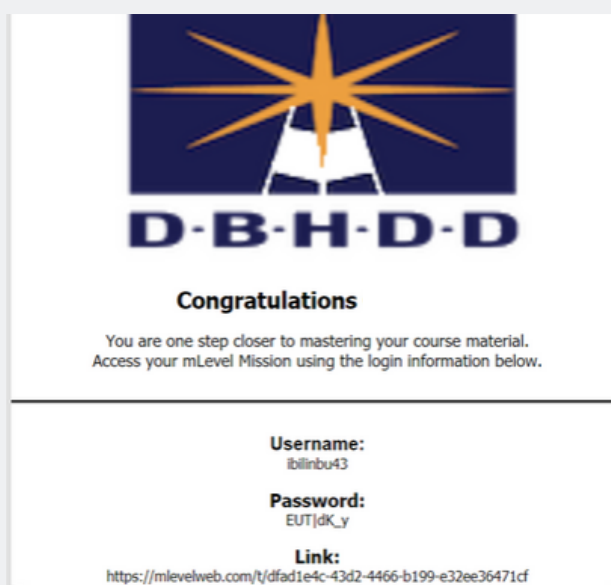 D·B·H·D·D
Congratulations
You are one step closer to mastering your course material.
Access your mLevel Mission using the login information below.
Username:
ibilinbu43
Password:
EUT|dK_y
Link:
https://mlevelweb.com/t/dfad1e4c-43d2-4466-b199-e32ee36471cf